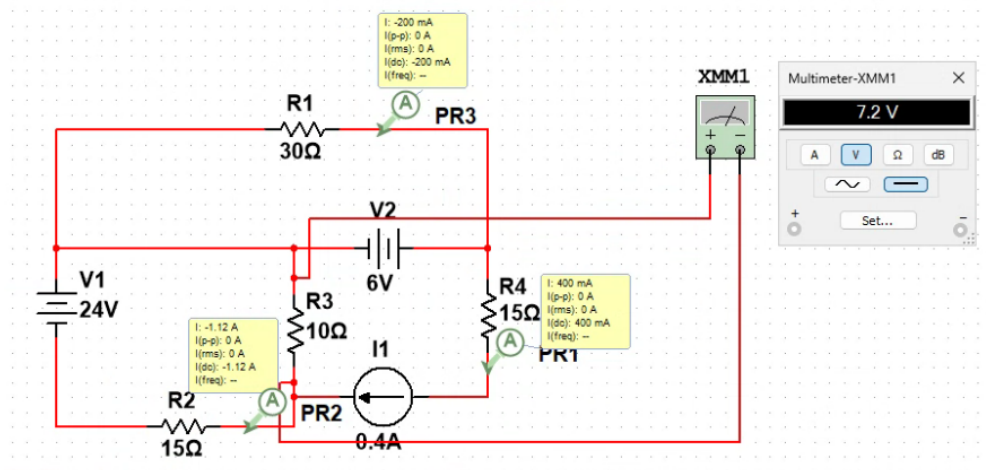 I: -200 mA
I(p-p): 0 A
I(rms): 0 A
I(dc): -200 mA
I(freq): --
A
PR3
R1
30Ω
XMM1
+ −
Multimeter-XMM1 ×
7.2 V
A V Ω dB
+ −
Set...
V2
6V
V1
24V
R3
10Ω
R4
15Ω
I: 400 mA
I(p-p): 0 A
I(rms): 0 A
I(dc): 400 mA
I(freq): --
A
PR1
I: -1.12 A
I(p-p): 0 A
I(rms): 0 A
I(dc): -1.12 A
I(freq): --
A
PR2
I1
0.4A
R2
15Ω